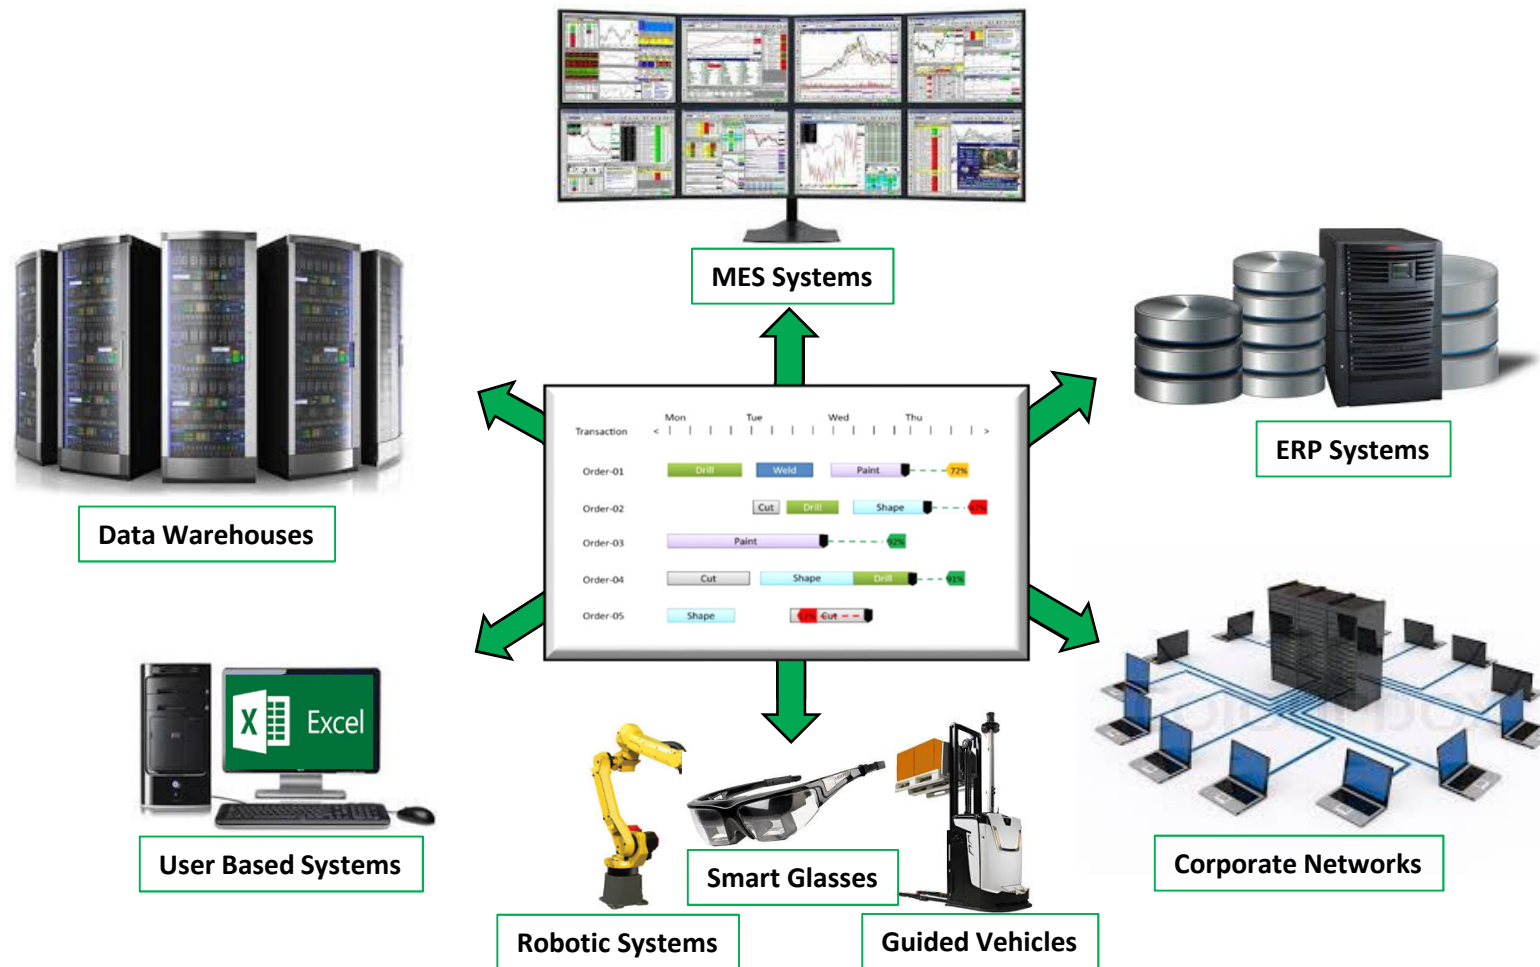 MES Systems
Data Warehouses
ERP Systems
Mon Tue Wed Thu
Transaction < >
Order-01 Drill Weld Paint 72%
Order-02 Cut Drill Shape
Order-03 Paint 92%
Order-04 Cut Shape Drill 91%
Order-05 Shape Cut
X Excel
User Based Systems
Smart Glasses
Corporate Networks
Robotic Systems
Guided Vehicles